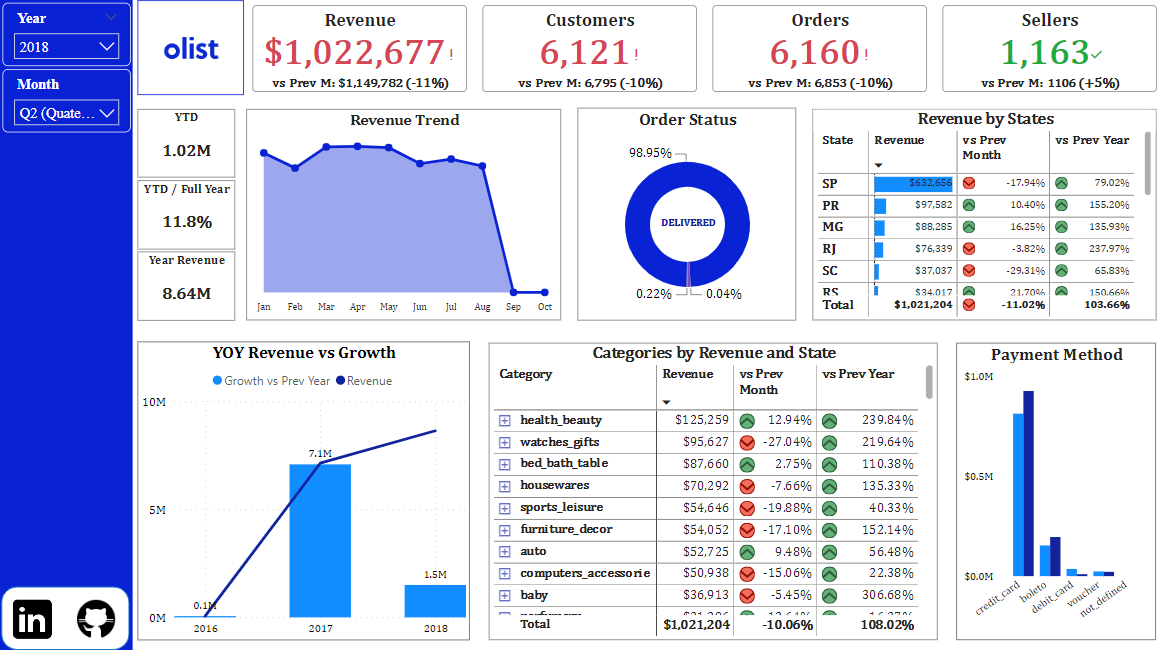 Year
2018
Month
Q2 (Quate...
olist
Revenue
$1,022,677!
vs Prev M: $1,149,782 (-11%)
Customers
6,121!
vs Prev M: 6,795 (-10%)
Orders
6,160!
vs Prev M: 6,853 (-10%)
Sellers
1,163
vs Prev M: 1106 (+5%)
YTD
1.02M
YTD / Full Year
11.8%
Year Revenue
8.64M
Revenue Trend
Jan Feb Mar Apr May Jun Jul Aug Sep Oct
Order Status
98.95%
DELIVERED
0.22% 0.04%
Revenue by States
State Revenue vs Prev Month vs Prev Year
SP $632,656 -17.94% 79.02%
PR $97,582 10.40% 155.20%
MG $88,285 16.25% 135.93%
RJ $76,339 -3.82% 237.97%
SC $37,037 -29.31% 65.83%
RS $34,017 21.70% 150.66%
Total $1,021,204 -11.02% 103.66%
YOY Revenue vs Growth
Growth vs Prev Year Revenue
10M
5M
0M
0.1M
7.1M
1.5M
2016 2017 2018
Categories by Revenue and State
Category Revenue vs Prev Month vs Prev Year
health_beauty $125,259 12.94% 239.84%
watches_gifts $95,627 -27.04% 219.64%
bed_bath_table $87,660 2.75% 110.38%
housewares $70,292 -7.66% 135.33%
sports_leisure $54,646 -19.88% 40.33%
furniture_decor $54,052 -17.10% 152.14%
auto $52,725 9.48% 56.48%
computers_accessorie $50,938 -15.06% 22.38%
baby $36,913 -5.45% 306.68%
Total $1,021,204 -10.06% 108.02%
Payment Method
$1.0M
$0.5M
$0.0M
credit_card
boleto
debit_card
voucher
not_defined
in